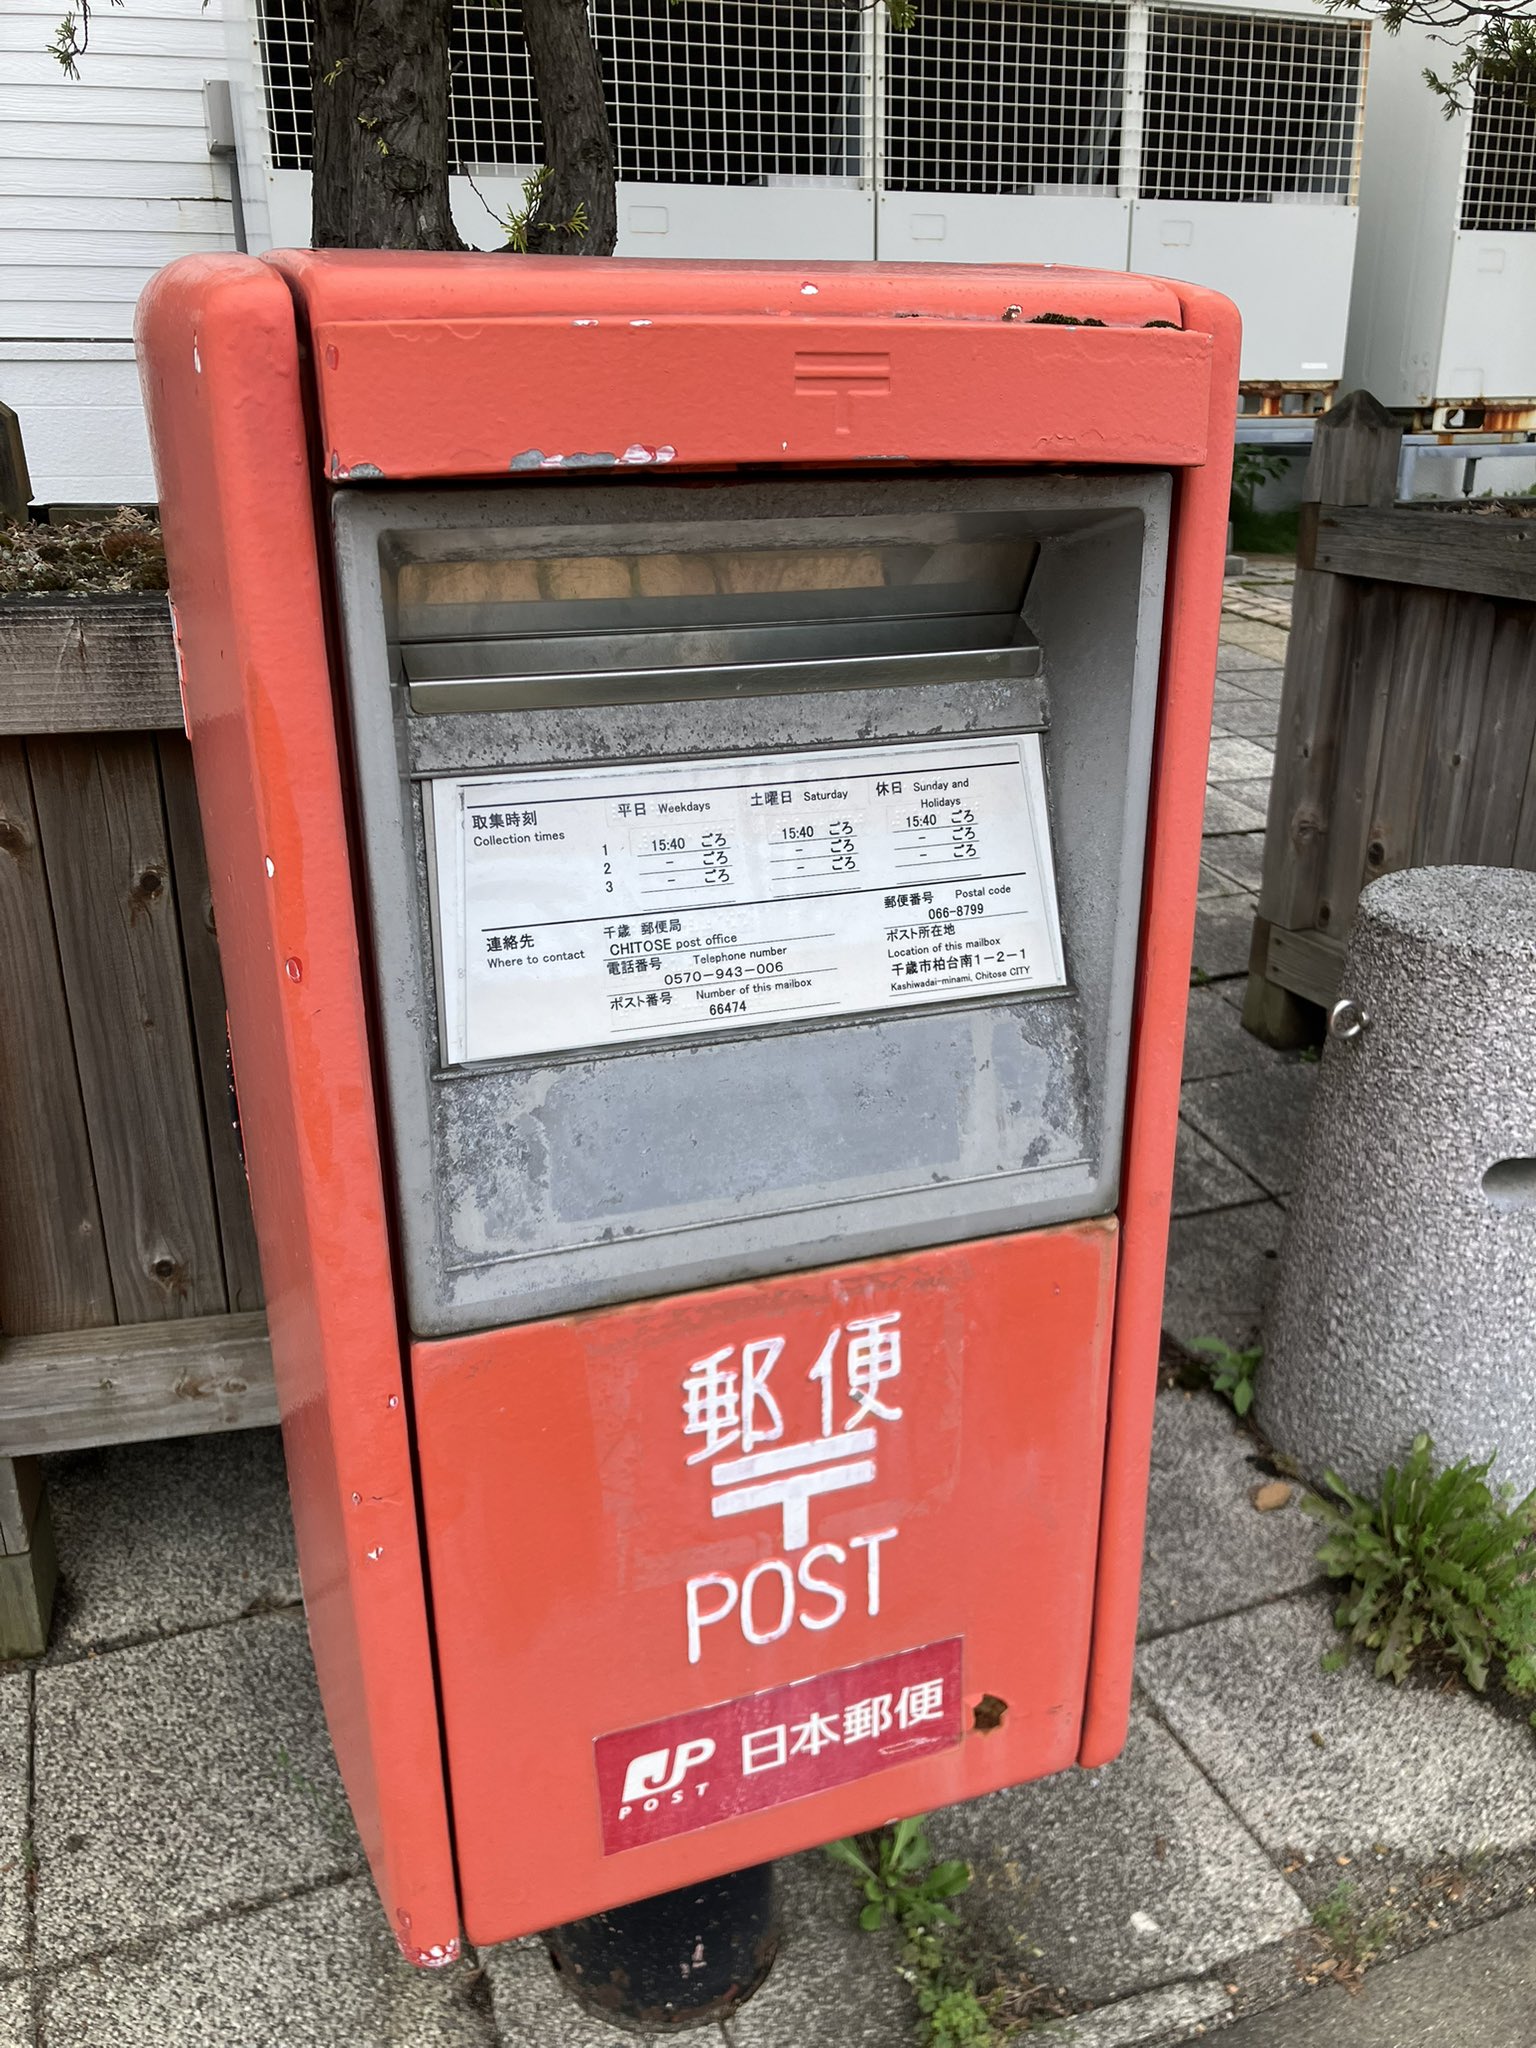 取集時刻
Collection times
平日 Weekdays
土曜日 Saturday
休日 Sunday and Holidays
1 15:40 ごろ 15:40 ごろ 15:40 ごろ
2 - ごろ - ごろ - ごろ
3 - ごろ - ごろ - ごろ
連絡先
Where to contact
千歳 郵便局
CHITOSE post office
電話番号 Telephone number
0570-943-006
ポスト番号 Number of this mailbox
66474
郵便番号 Postal code
066-8799
ポスト所在地
Location of this mailbox
千歳市柏台南1-2-1
Kashiwadai-minami, Chitose CITY
郵便
〒
POST
JP 日本郵便
POST